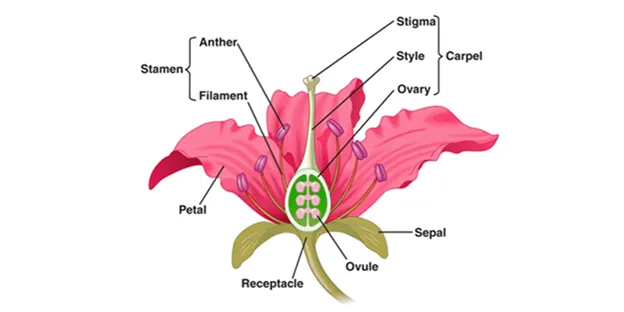 Stigma
Anther
Style
Carpel
Stamen
Filament
Ovary
Petal
Sepal
Ovule
Receptacle